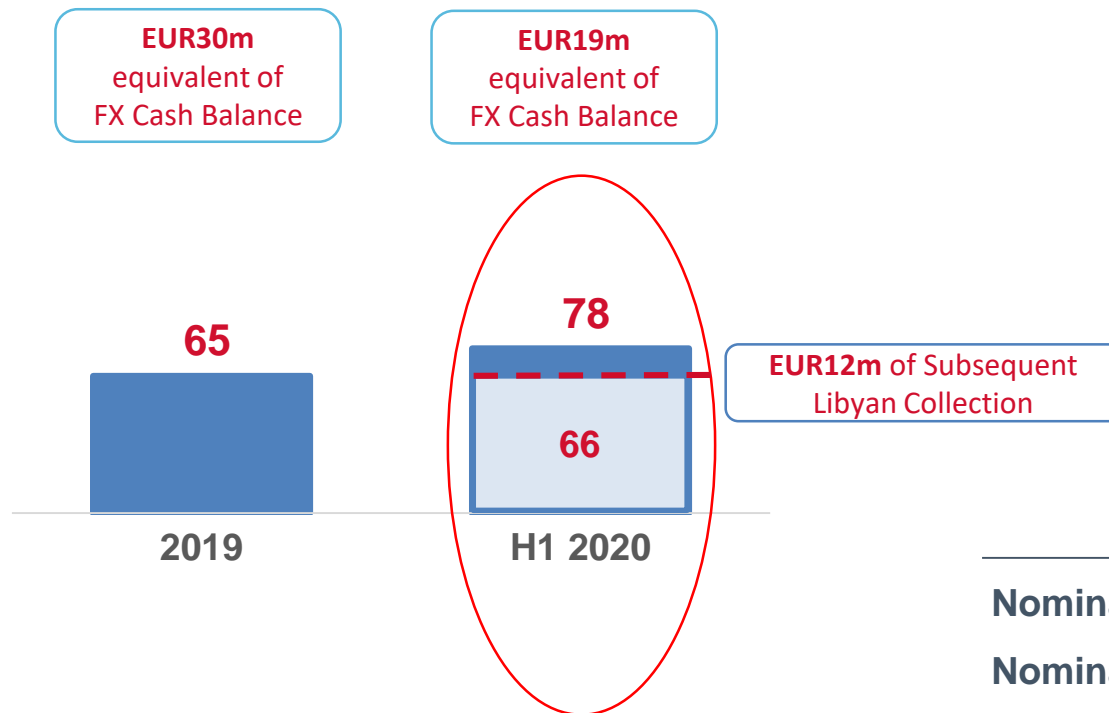 EUR30m
equivalent of
FX Cash Balance
EUR19m
equivalent of
FX Cash Balance
65
78
66
EUR12m of Subsequent
Libyan Collection
2019
H1 2020